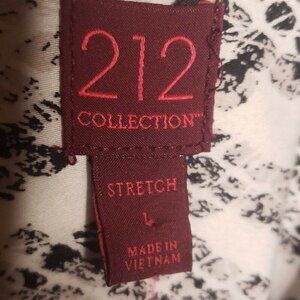 212
COLLECTION™
STRETCH
L
MADE IN
VIETNAM